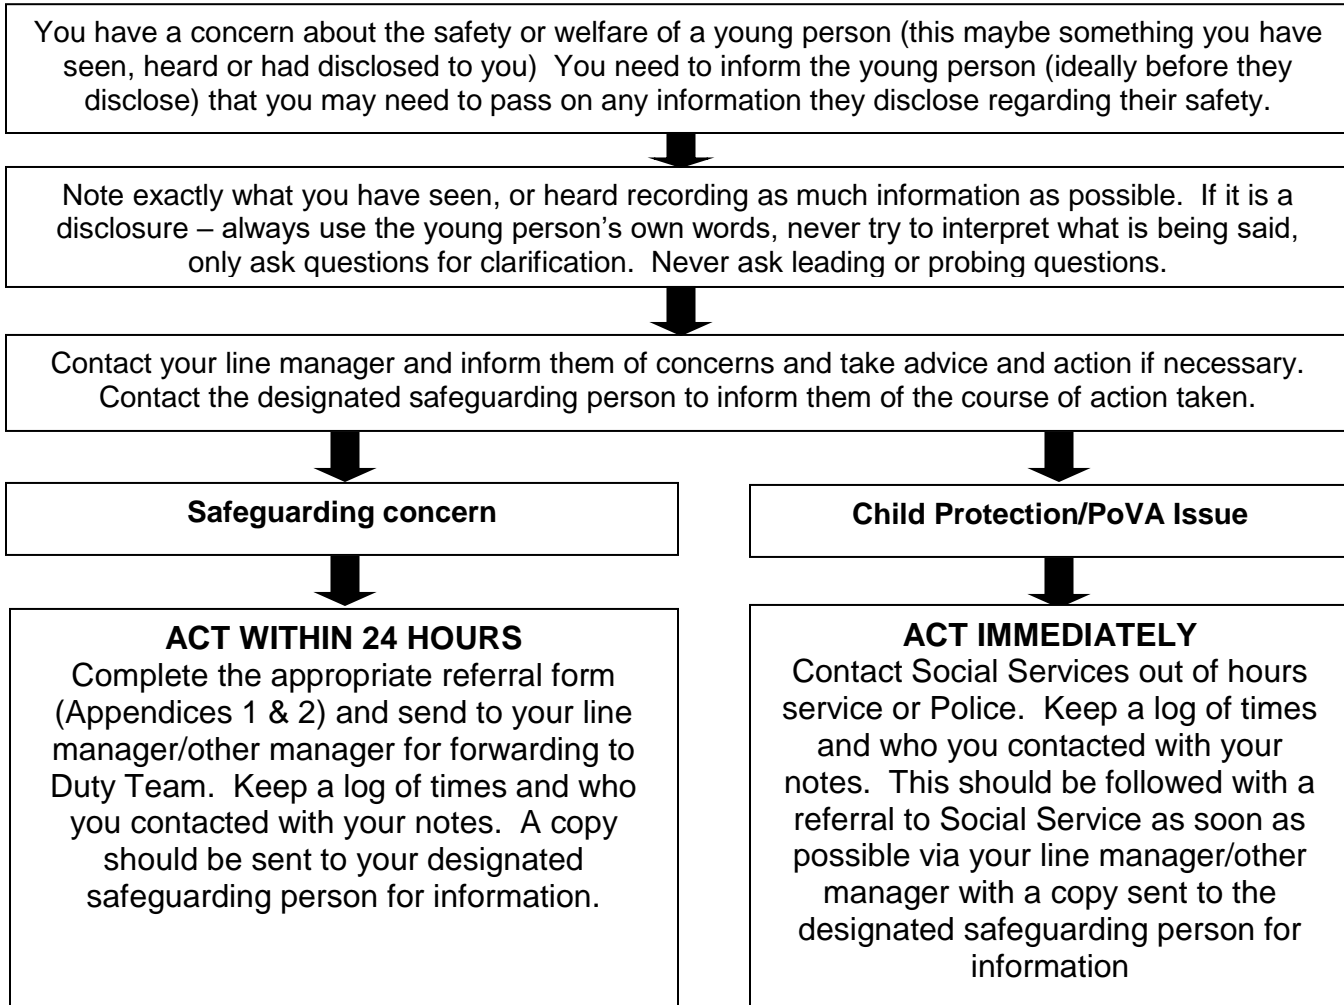 You have a concern about the safety or welfare of a young person (this maybe something you have
seen, heard or had disclosed to you)  You need to inform the young person (ideally before they
disclose) that you may need to pass on any information they disclose regarding their safety.
Note exactly what you have seen, or heard recording as much information as possible.  If it is a
disclosure – always use the young person’s own words, never try to interpret what is being said,
only ask questions for clarification.  Never ask leading or probing questions.
Contact your line manager and inform them of concerns and take advice and action if necessary.
Contact the designated safeguarding person to inform them of the course of action taken.
Safeguarding concern
Child Protection/PoVA Issue
ACT WITHIN 24 HOURS
Complete the appropriate referral form
(Appendices 1 & 2) and send to your line
manager/other manager for forwarding to
Duty Team.  Keep a log of times and who
you contacted with your notes.  A copy
should be sent to your designated
safeguarding person for information.
ACT IMMEDIATELY
Contact Social Services out of hours
service or Police.  Keep a log of times
and who you contacted with your
notes.  This should be followed with a
referral to Social Service as soon as
possible via your line manager/other
manager with a copy sent to the
designated safeguarding person for
information